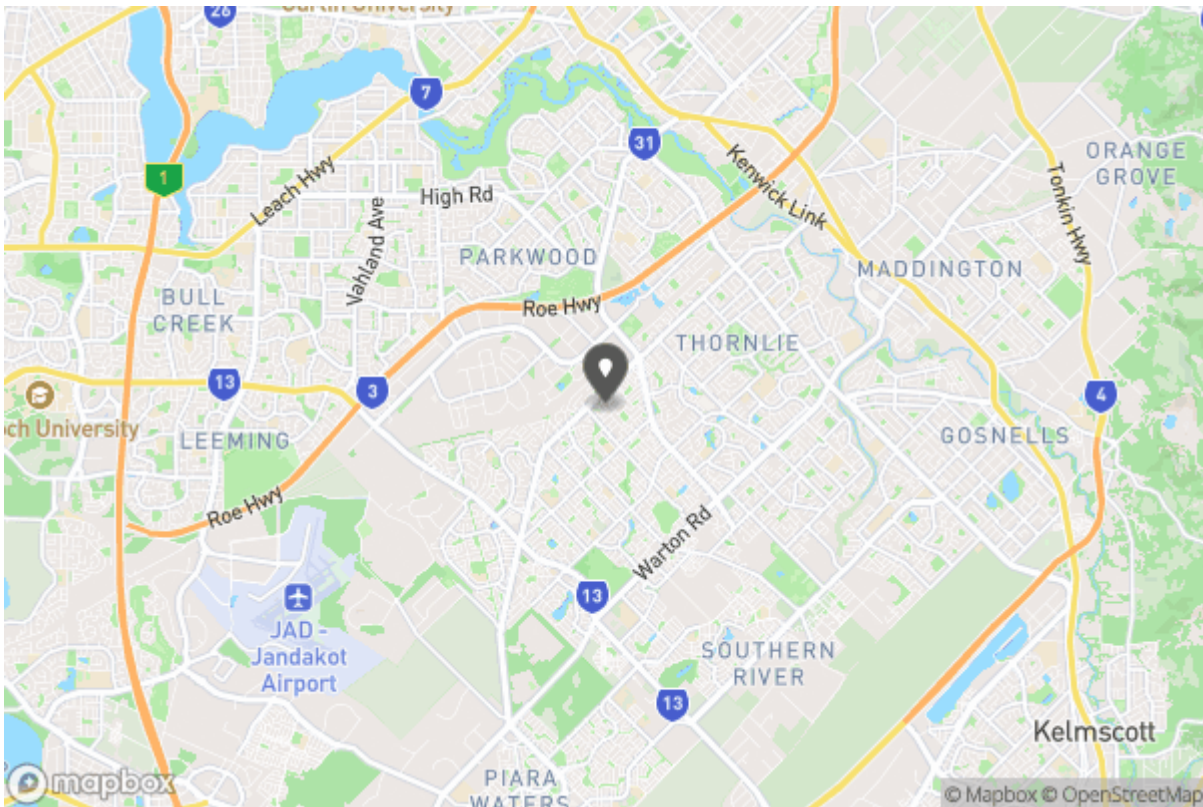 26
Curtin University
7
31
1
Leach Hwy
High Rd
Kenwick Link
ORANGE
GROVE
Tonkin Hwy
Vahland Ave
PARKWOOD
MADDINGTON
BULL
CREEK
Roe Hwy
THORNLIE
13
3
4
och University
LEEMING
GOSNELLS
Roe Hwy
Warton Rd
13
JAD -
Jandakot
Airport
SOUTHERN
RIVER
13
Kelmscott
PIARA
WATERS
mapbox
© Mapbox © OpenStreetMap